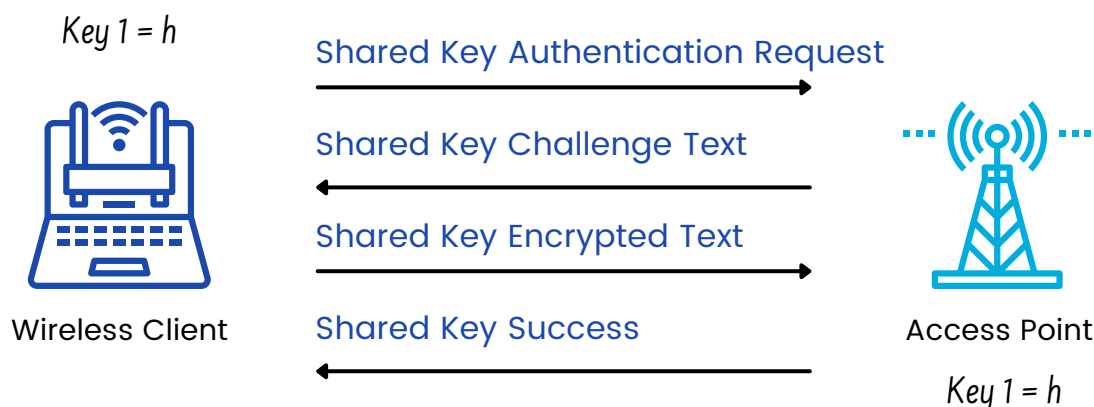 Key 1 = h
Shared Key Authentication Request
Shared Key Challenge Text
Shared Key Encrypted Text
Wireless Client
Shared Key Success
Access Point
Key 1 = h